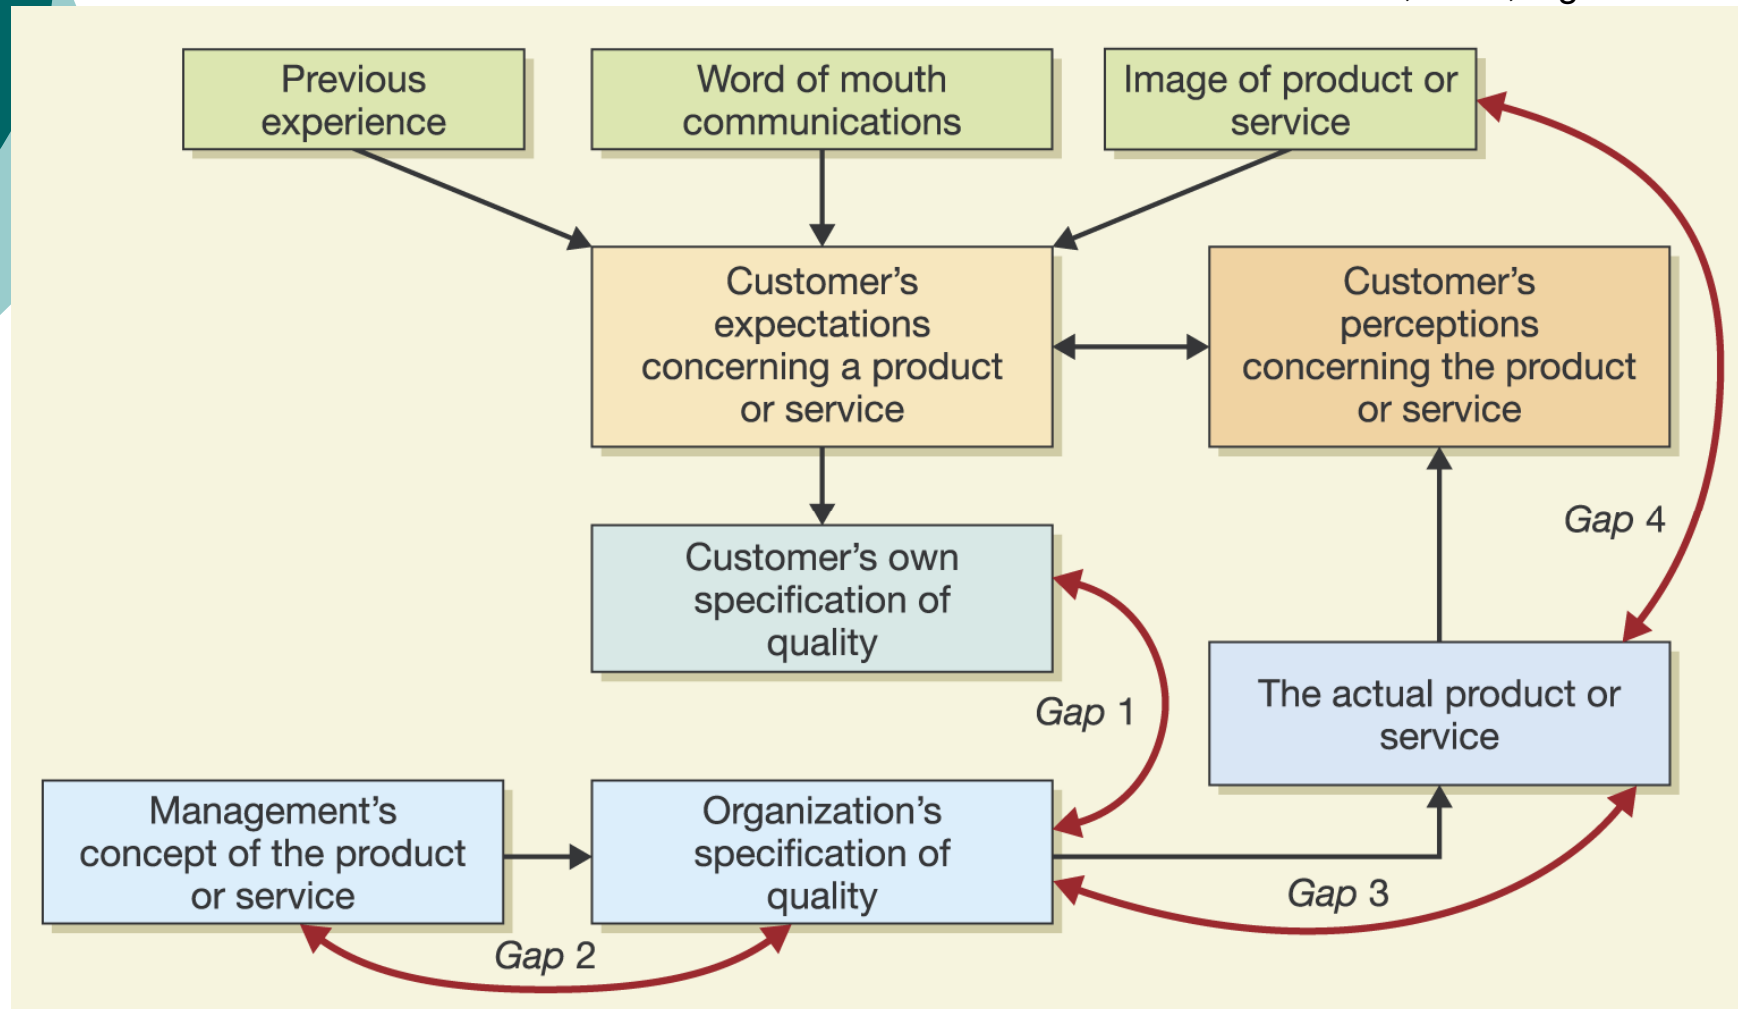 Previous
experience
Word of mouth
communications
Image of product or
service
Customer’s
expectations
concerning a product
or service
Customer’s
perceptions
concerning the product
or service
Gap 4
Customer’s own
specification of
quality
Gap 1
The actual product or
service
Management’s
concept of the product
or service
Organization’s
specification of
quality
Gap 3
Gap 2